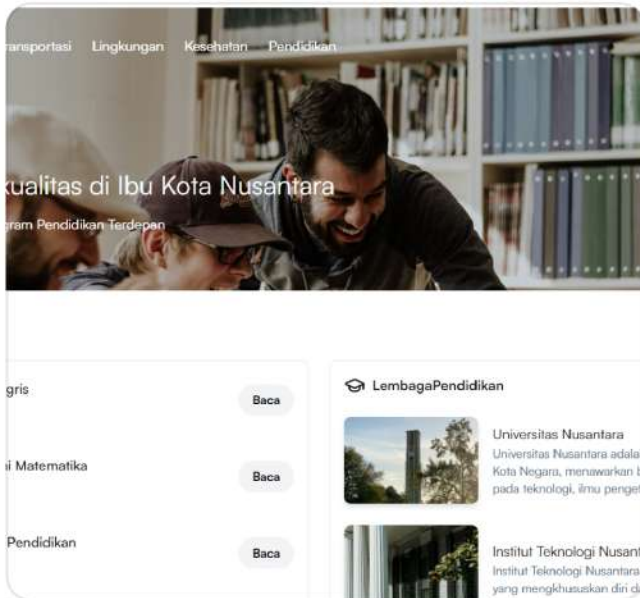 ransportasi Lingkungan Kesehatan Pendidikan
kualitas di Ibu Kota Nusantara
gram Pendidikan Terdepan
gris
Baca
i Matematika
Baca
Pendidikan
Baca
LembagaPendidikan
Universitas Nusantara
Universitas Nusantara adala
Kota Negara, menawarkan b
pada teknologi, ilmu penget
Institut Teknologi Nusant
Institut Teknologi Nusantara
yang mengkhususkan diri d